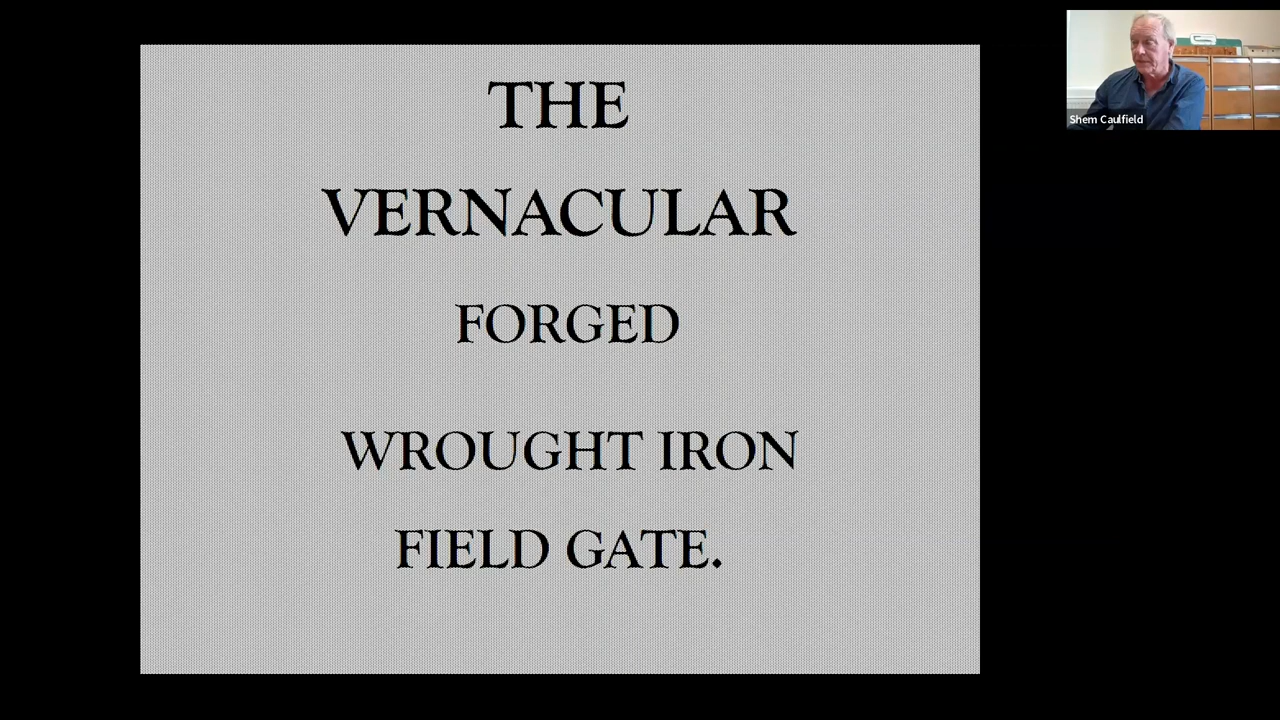 THE
VERNACULAR
FORGED
WROUGHT IRON
FIELD GATE.
Shem Caulfield